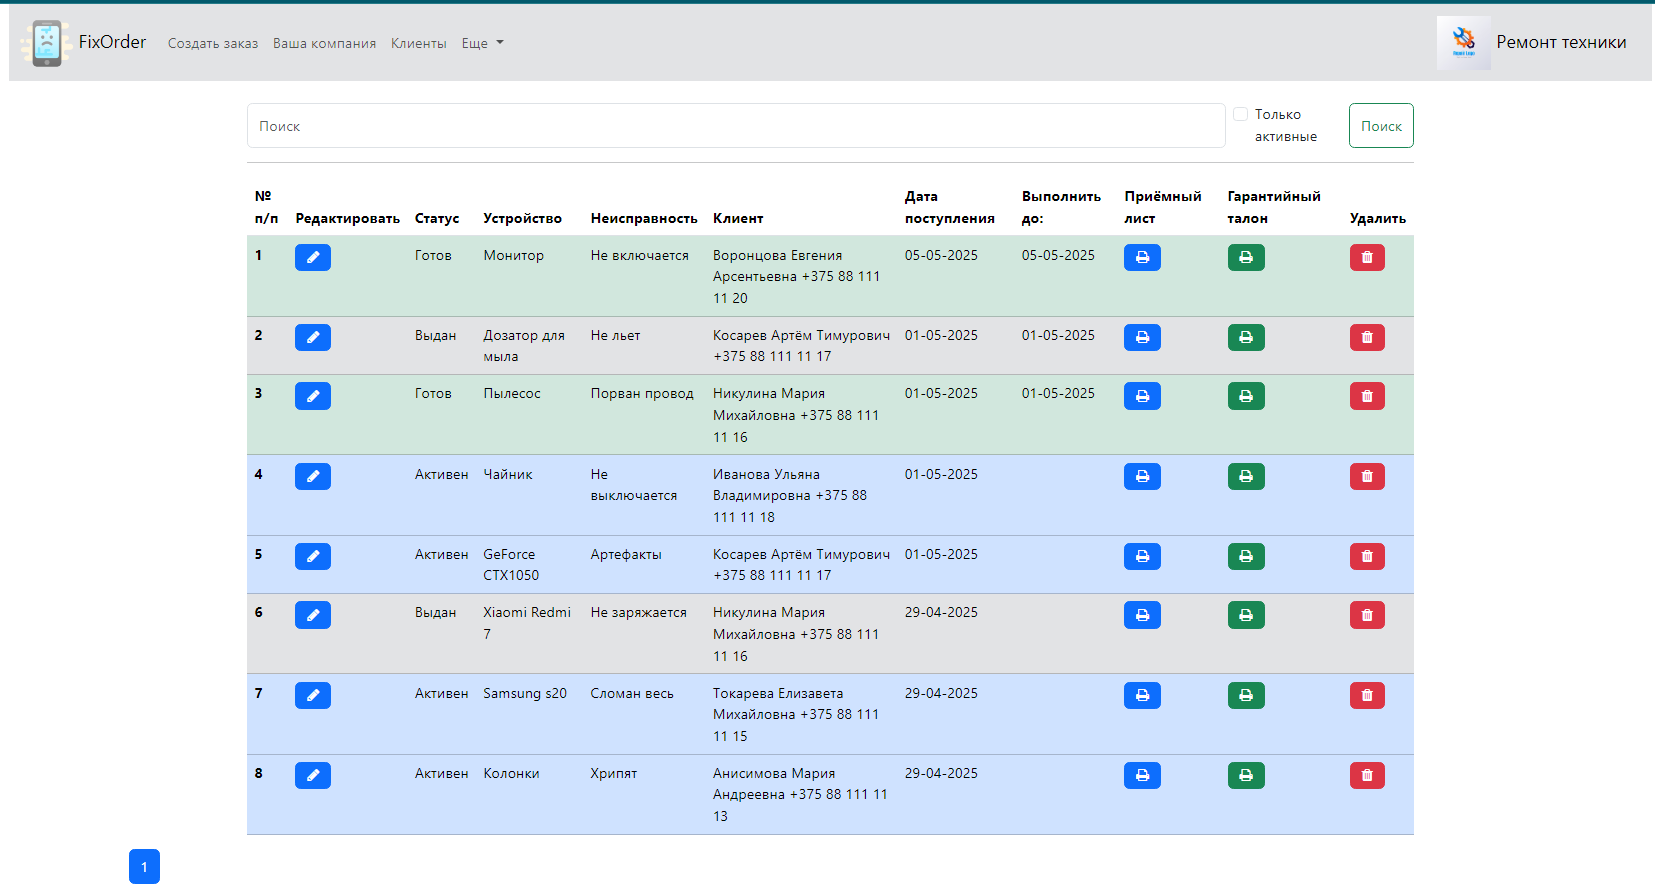 FixOrder Создать заказ Ваша компания Клиенты Еще Ремонт техники
Поиск Только активные Поиск
№ п/п Редактировать Статус Устройство Неисправность Клиент Дата поступления Выполнить до: Приёмный лист Гарантийный талон Удалить
1 Готов Монитор Не включается Воронцова Евгения 05-05-2025 05-05-2025
Арсентьевна +375 88 111
11 20
2 Выдан Дозатор для Не льет Косарев Артём Тимурович 01-05-2025 01-05-2025
мыла +375 88 111 11 17
3 Готов Пылесос Порван провод Никулина Мария 01-05-2025 01-05-2025
Михайловна +375 88 111
11 16
4 Активен Чайник Не Иванова Ульяна 01-05-2025
выключается Владимировна +375 88
111 11 18
5 Активен GeForce Артефакты Косарев Артём Тимурович 01-05-2025
CTX1050 +375 88 111 11 17
6 Выдан Xiaomi Redmi Не заряжается Никулина Мария 29-04-2025
7 Михайловна +375 88 111
11 16
7 Активен Samsung s20 Сломан весь Токарева Елизавета 29-04-2025
Михайловна +375 88 111
11 15
8 Активен Колонки Хрипят Анисимова Мария 29-04-2025
Андреевна +375 88 111 11
13
1